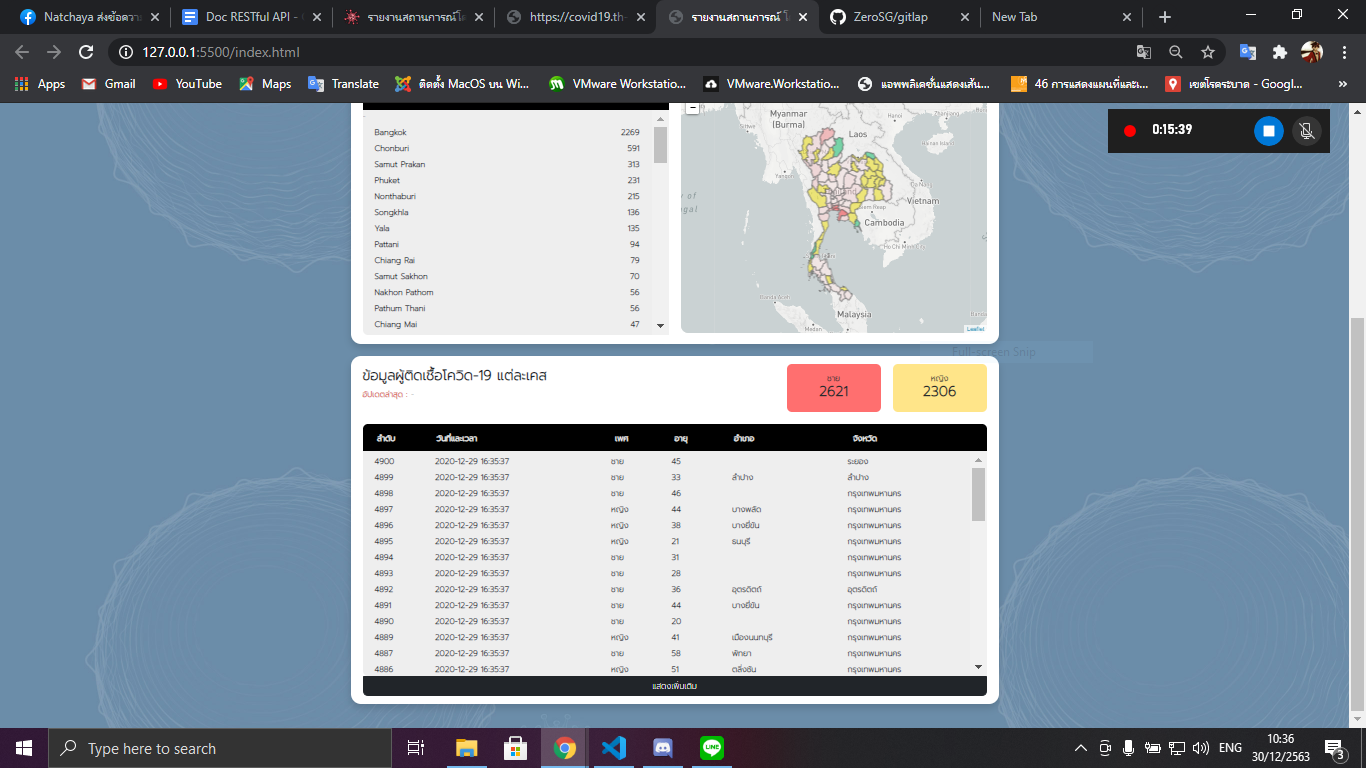 Natchaya ส่งข้อควา
Doc RESTful API -
รายงานสถานการณ์ โค
https://covid19.th-
รายงานสถานการณ์ โค
ZeroSG/gitlap
New Tab
127.0.0.1:5500/index.html
Apps
Gmail
YouTube
Maps
Translate
ติดตั้ง MacOS บน Wi...
VMware Workstatio...
VMware.Workstatio...
แอพพลิเคชั่นแสดงเส้น...
46 การแสดงแผนที่และเ...
เขตโรคระบาด - Googl...
»
0:15:39
Bangkok 2269
Chonburi 591
Samut Prakan 313
Phuket 231
Nonthaburi 215
Songkhla 136
Yala 135
Pattani 94
Chiang Rai 79
Samut Sakhon 70
Nakhon Pathom 56
Pathum Thani 56
Chiang Mai 47
−
Myanmar
(Burma)
Laos
Hanoi
Hainan Island
Yangon
Da Nang
Vietnam
Siem Reap
Cambodia
Ho Chi Minh City
Banda Aceh
Malaysia
Medan
Leaflet
Full-screen Snip
ข้อมูลผู้ติดเชื้อโควิด-19 แต่ละเคส
อัปเดตล่าสุด : -
ชาย
2621
หญิง
2306
ลำดับ วันที่และเวลา เพศ อายุ อำเภอ จังหวัด
4900 2020-12-29 16:35:37 ชาย 45 ระยอง
4899 2020-12-29 16:35:37 ชาย 33 ลำปาง ลำปาง
4898 2020-12-29 16:35:37 ชาย 46 กรุงเทพมหานคร
4897 2020-12-29 16:35:37 หญิง 44 บางพลัด กรุงเทพมหานคร
4896 2020-12-29 16:35:37 หญิง 38 บางยี่ขัน กรุงเทพมหานคร
4895 2020-12-29 16:35:37 หญิง 21 ธนบุรี กรุงเทพมหานคร
4894 2020-12-29 16:35:37 ชาย 31 กรุงเทพมหานคร
4893 2020-12-29 16:35:37 ชาย 28 กรุงเทพมหานคร
4892 2020-12-29 16:35:37 ชาย 36 อุตรดิตถ์ อุตรดิตถ์
4891 2020-12-29 16:35:37 ชาย 44 บางยี่ขัน กรุงเทพมหานคร
4890 2020-12-29 16:35:37 ชาย 20 กรุงเทพมหานคร
4889 2020-12-29 16:35:37 หญิง 41 เมืองนนทบุรี กรุงเทพมหานคร
4887 2020-12-29 16:35:37 ชาย 58 พัทยา กรุงเทพมหานคร
4886 2020-12-29 16:35:37 หญิง 51 ตลิ่งชัน กรุงเทพมหานคร
แสดงเพิ่มเติม
Type here to search
ENG
10:36
30/12/2563
3